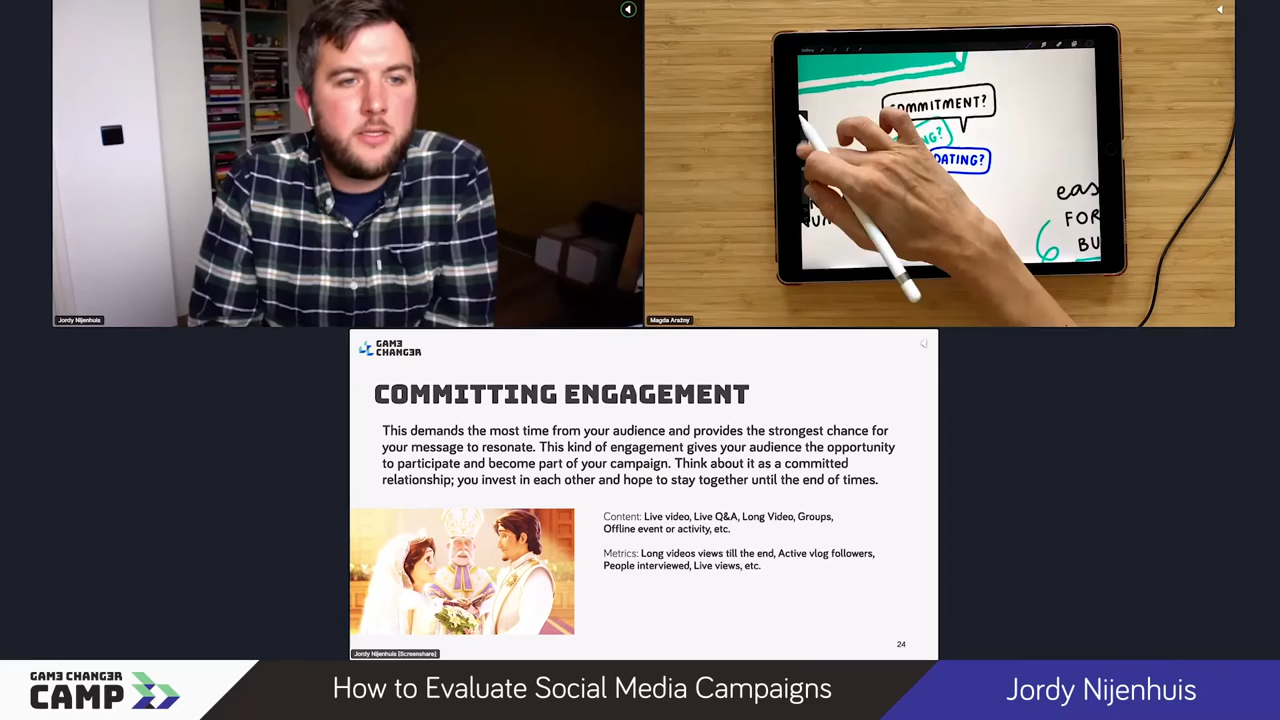 Jordy Nijenhuis
Gallery
COMMITMENT?
DATING?
eas
FOR
6 BU
Magda Arażny
GAM3
CHANG3R
COMMITTING ENGAGEMENT
This demands the most time from your audience and provides the strongest chance for
your message to resonate. This kind of engagement gives your audience the opportunity
to participate and become part of your campaign. Think about it as a committed
relationship; you invest in each other and hope to stay together until the end of times.
Content: Live video, Live Q&A, Long Video, Groups,
Offline event or activity, etc.
Metrics: Long videos views till the end, Active vlog followers,
People interviewed, Live views, etc.
24
Jordy Nijenhuis [Screenshare]
GAM3 CHANG3R
CAMP
How to Evaluate Social Media Campaigns
Jordy Nijenhuis